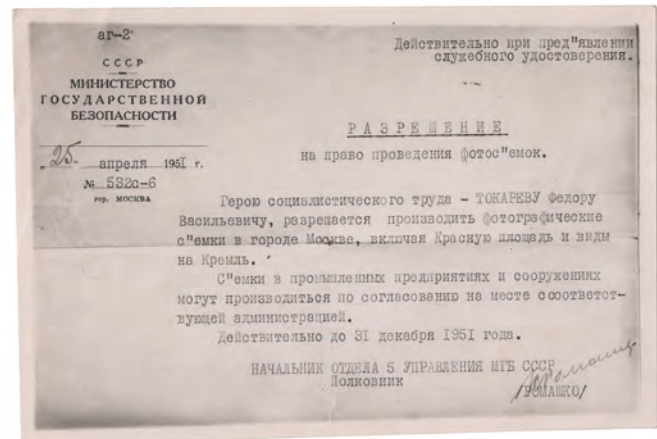 аг-2
СССР
МИНИСТЕРСТВО
ГОСУДАРСТВЕННОЙ
БЕЗОПАСНОСТИ
„25" апреля 1951 г.
№ 532с-6
гор. МОСКВА
Действительно при пред"явлении
служебного удостоверения.
РАЗРЕШЕНИЕ
на право проведения фотос"емок.
Герою социалистического труда - ТОКАРЕВУ Федору
Васильевичу, разрешается производить фотографические
с"емки в городе Москве, включая Красную площадь и виды
на Кремль.
С"емки в промышленных предприятиях и сооружениях
могут производиться по согласованию на месте с соответст-
вующей администрацией.
Действительно до 31 декабря 1951 года.
НАЧАЛЬНИК ОТДЕЛА 5 УПРАВЛЕНИЯ МГБ СССР
Полковник
/РОМАШКО/